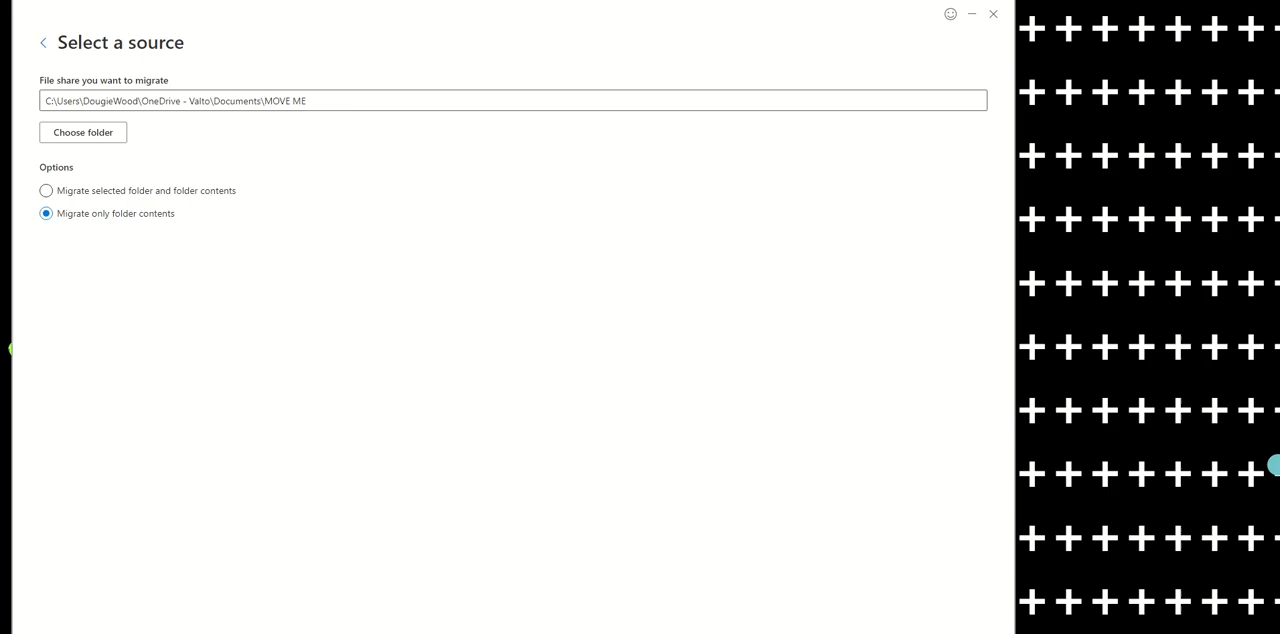 Select a source
File share you want to migrate
C:\Users\DougieWood\OneDrive - Valto\Documents\MOVE ME
Choose folder
Options
Migrate selected folder and folder contents
Migrate only folder contents